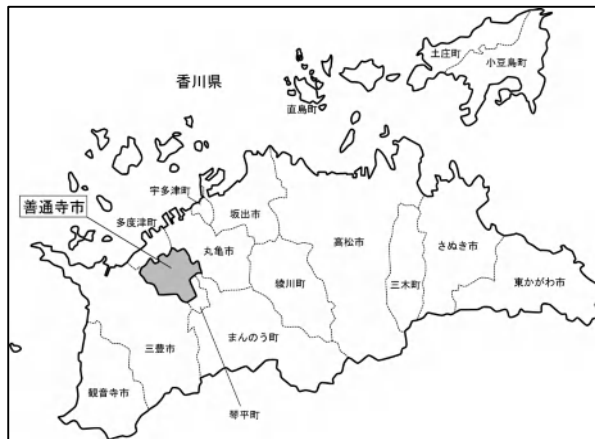 土庄町
小豆島町
香川県
直島町
宇多津町
善通寺市
坂出市
多度津町
丸亀市
高松市
さぬき市
綾川町
三木町
東かがわ市
まんのう町
三豊市
観音寺市
琴平町